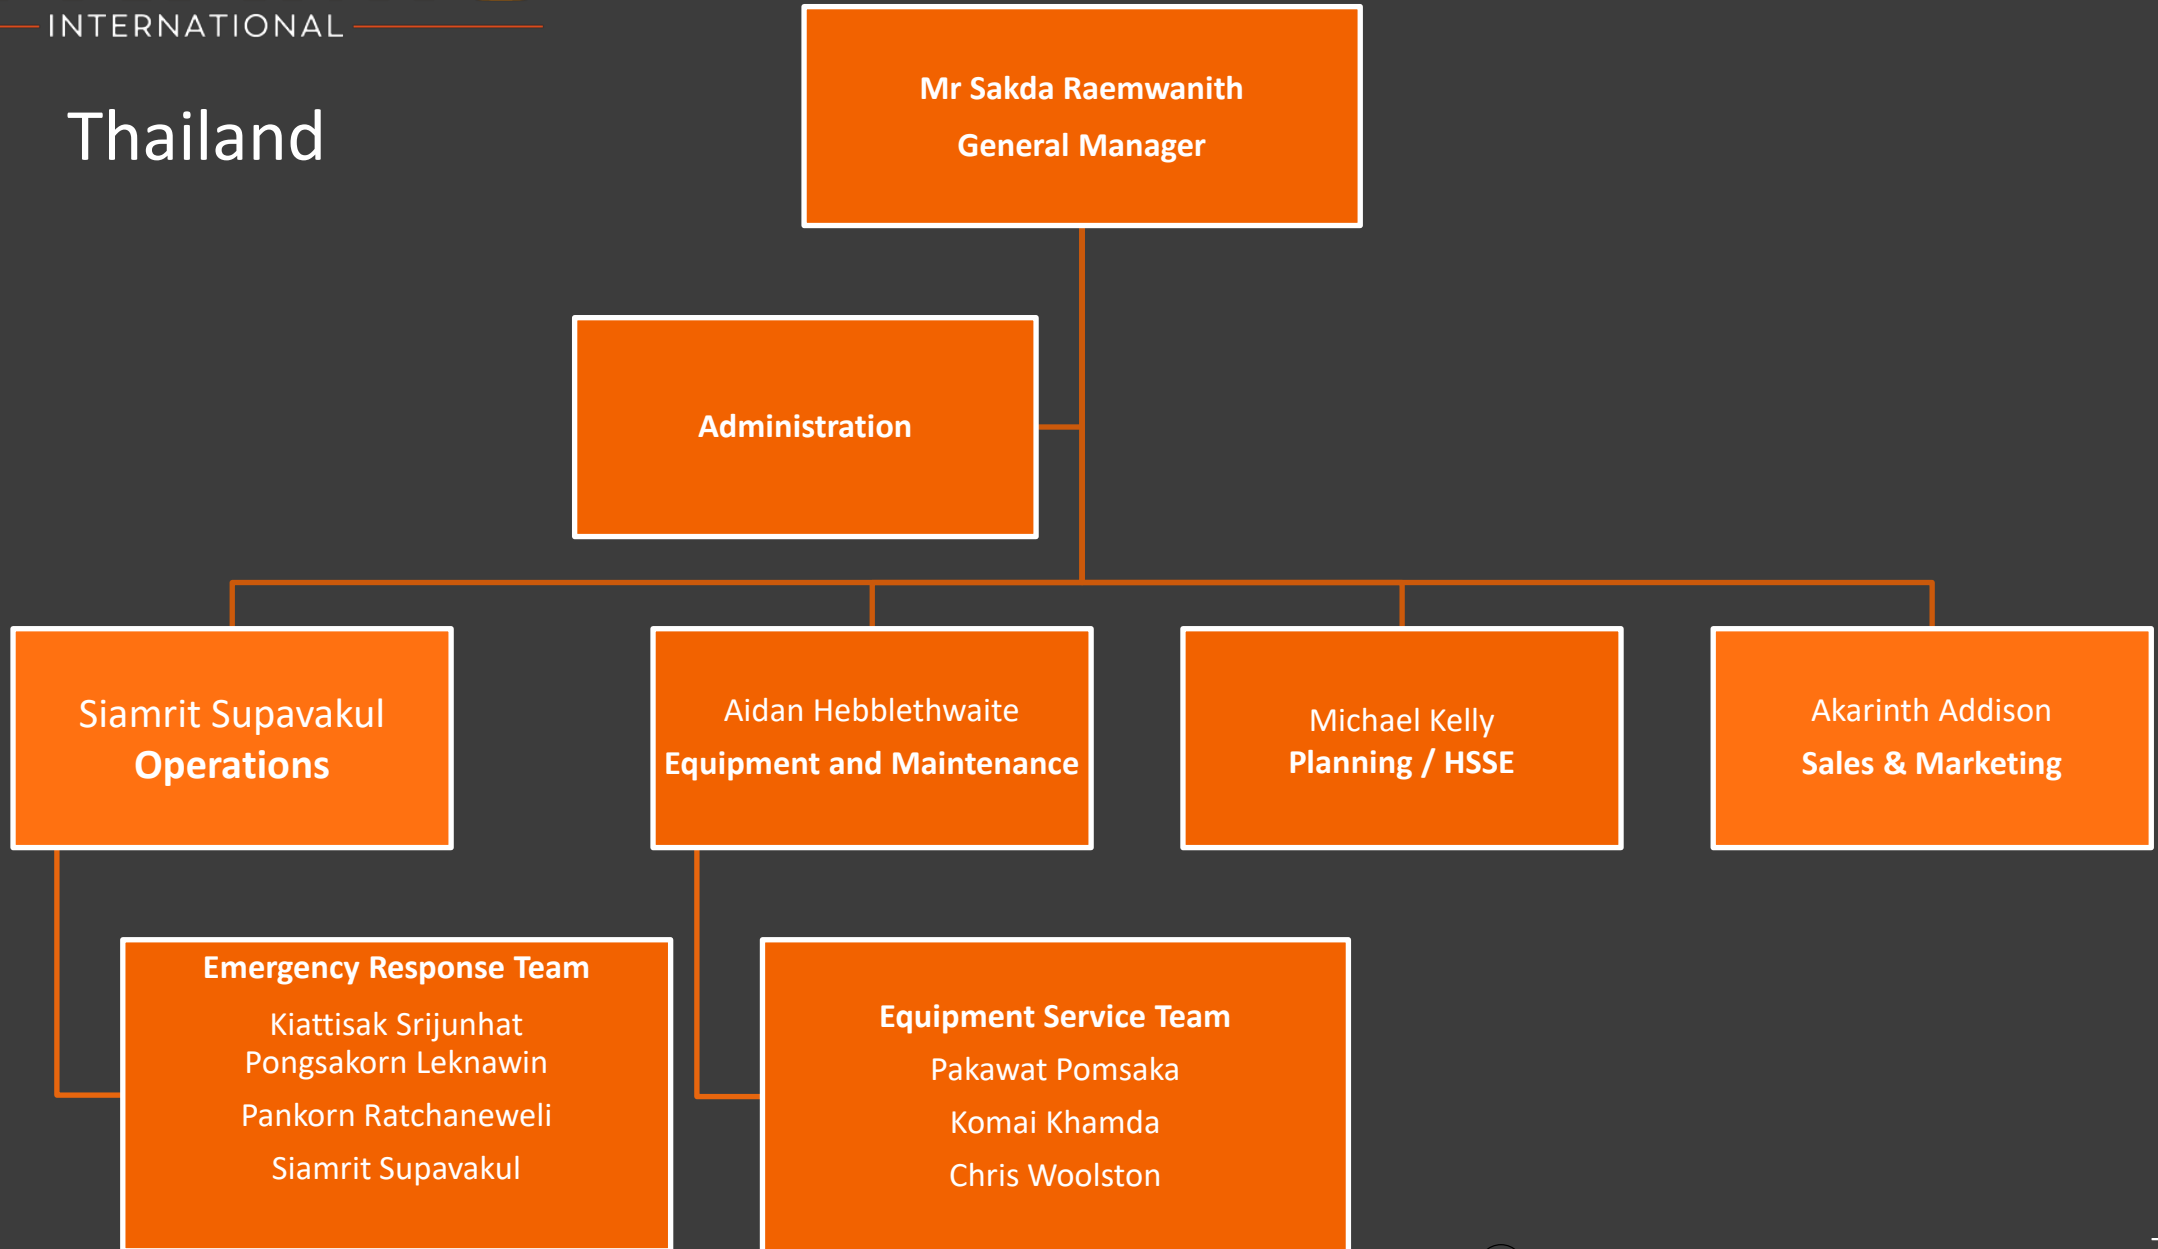 INTERNATIONAL
Thailand
Mr Sakda Raemwanith
General Manager
Administration
Siamrit Supavakul
Operations
Aidan Hebblethwaite
Equipment and Maintenance
Michael Kelly
Planning / HSSE
Akarinth Addison
Sales & Marketing
Emergency Response Team
Kiattisak Srijunhat
Pongsakorn Leknawin
Pankorn Ratchaneweli
Siamrit Supavakul
Equipment Service Team
Pakawat Pomsaka
Komai Khamda
Chris Woolston